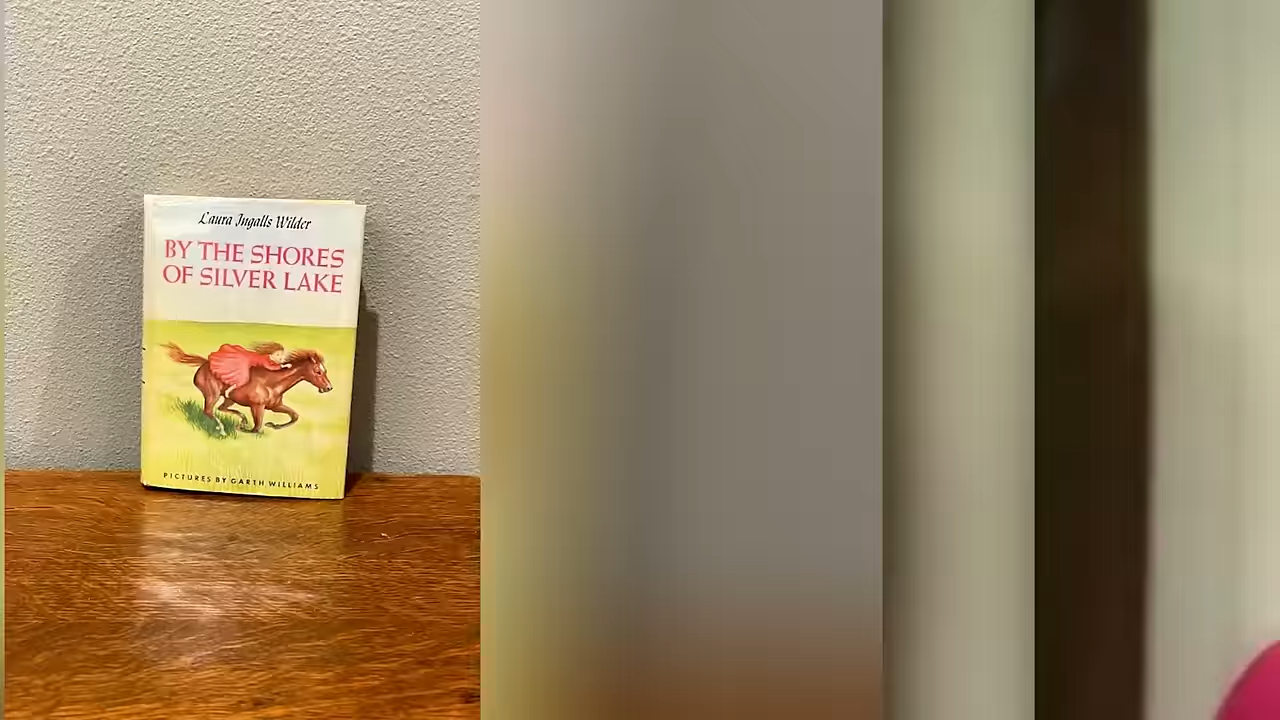 Laura Ingalls Wilder
BY THE SHORES
OF SILVER LAKE
PICTURES BY GARTH WILLIAMS